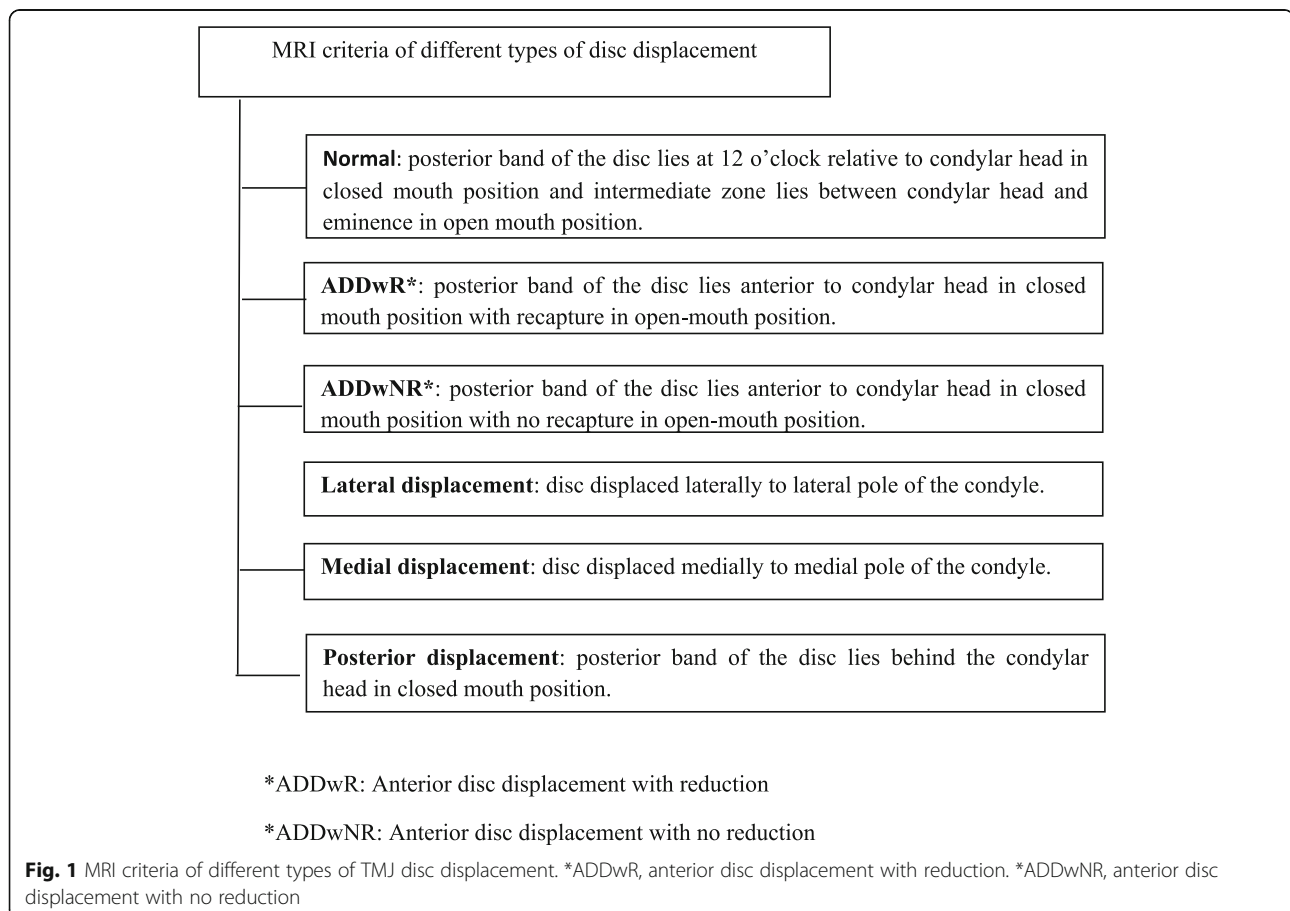 MRI criteria of different types of disc displacement
Normal: posterior band of the disc lies at 12 o’clock relative to condylar head in
closed mouth position and intermediate zone lies between condylar head and
eminence in open mouth position.
ADDwR*: posterior band of the disc lies anterior to condylar head in closed
mouth position with recapture in open-mouth position.
ADDwNR*: posterior band of the disc lies anterior to condylar head in closed
mouth position with no recapture in open-mouth position.
Lateral displacement: disc displaced laterally to lateral pole of the condyle.
Medial displacement: disc displaced medially to medial pole of the condyle.
Posterior displacement: posterior band of the disc lies behind the condylar
head in closed mouth position.
*ADDwR: Anterior disc displacement with reduction
*ADDwNR: Anterior disc displacement with no reduction
Fig. 1 MRI criteria of different types of TMJ disc displacement. *ADDwR, anterior disc displacement with reduction. *ADDwNR, anterior disc
displacement with no reduction